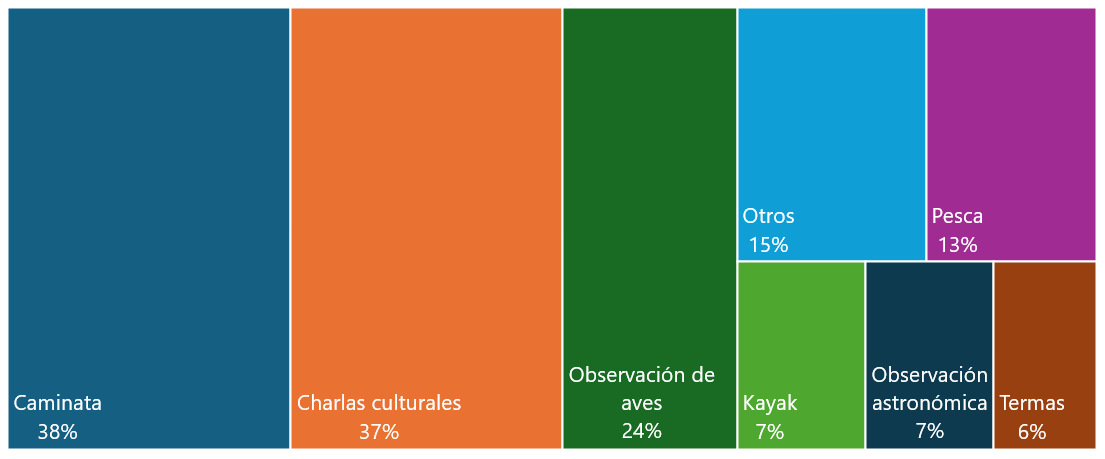 Caminata
38%
Charlas culturales
37%
Observación de
aves
24%
Otros
15%
Pesca
13%
Kayak
7%
Observación
astronómica
7%
Termas
6%